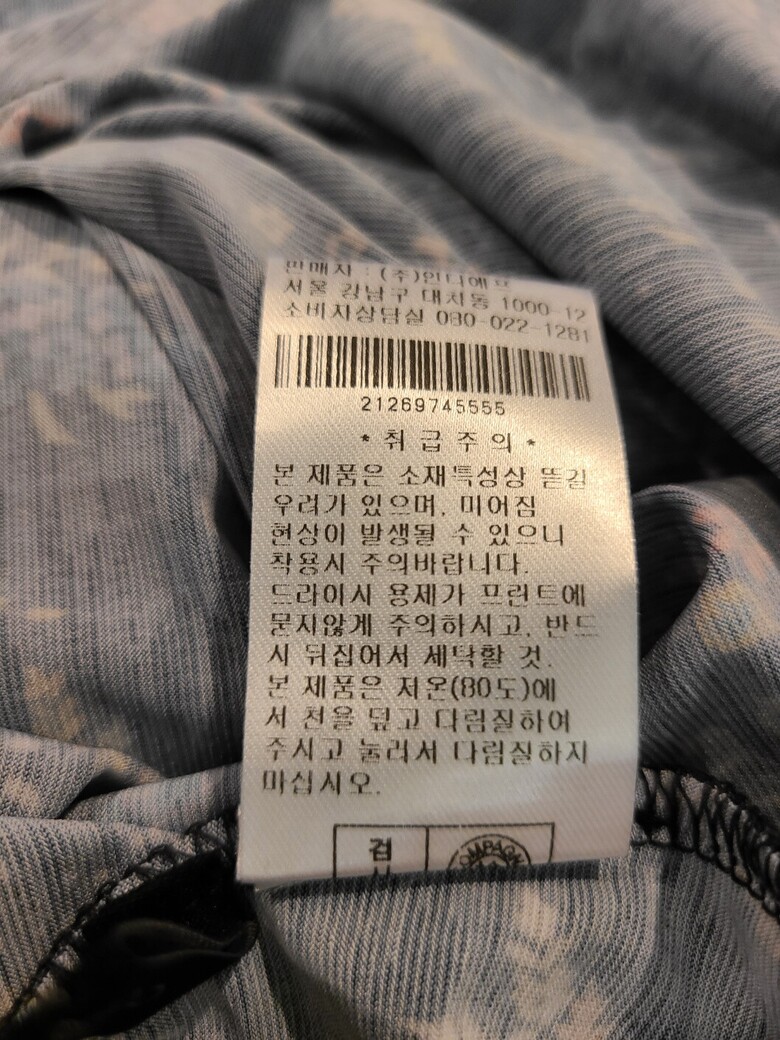 판매자 : (주)인디에프
서울 강남구 대치동 1000-12
소비자상담실 080-022-1281
21269745555
* 취급주의 *
본 제품은 소재특성상 뜯길
우려가 있으며, 미어짐
현상이 발생될 수 있으니
착용시 주의바랍니다.
드라이시 용제가 프린트에
묻지않게 주의하시고, 반드
시 뒤집어서 세탁할 것.
본 제품은 저온(80도)에
서 천을 덮고 다림질하여
주시고 눌러서 다림질하지
마십시오.
검